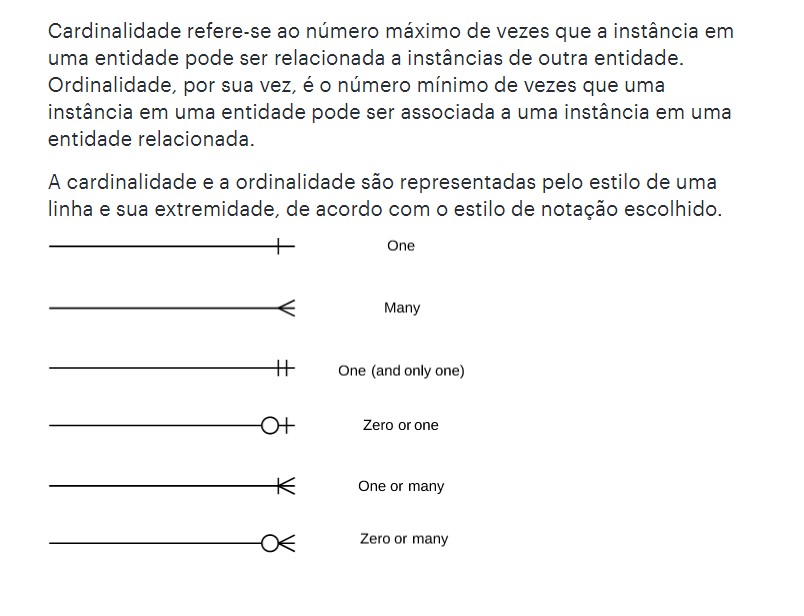 Cardinalidade refere-se ao número máximo de vezes que a instância em
uma entidade pode ser relacionada a instâncias de outra entidade.
Ordinalidade, por sua vez, é o número mínimo de vezes que uma
instância em uma entidade pode ser associada a uma instância em uma
entidade relacionada.
A cardinalidade e a ordinalidade são representadas pelo estilo de uma
linha e sua extremidade, de acordo com o estilo de notação escolhido.
One
Many
One (and only one)
Zero or one
One or many
Zero or many